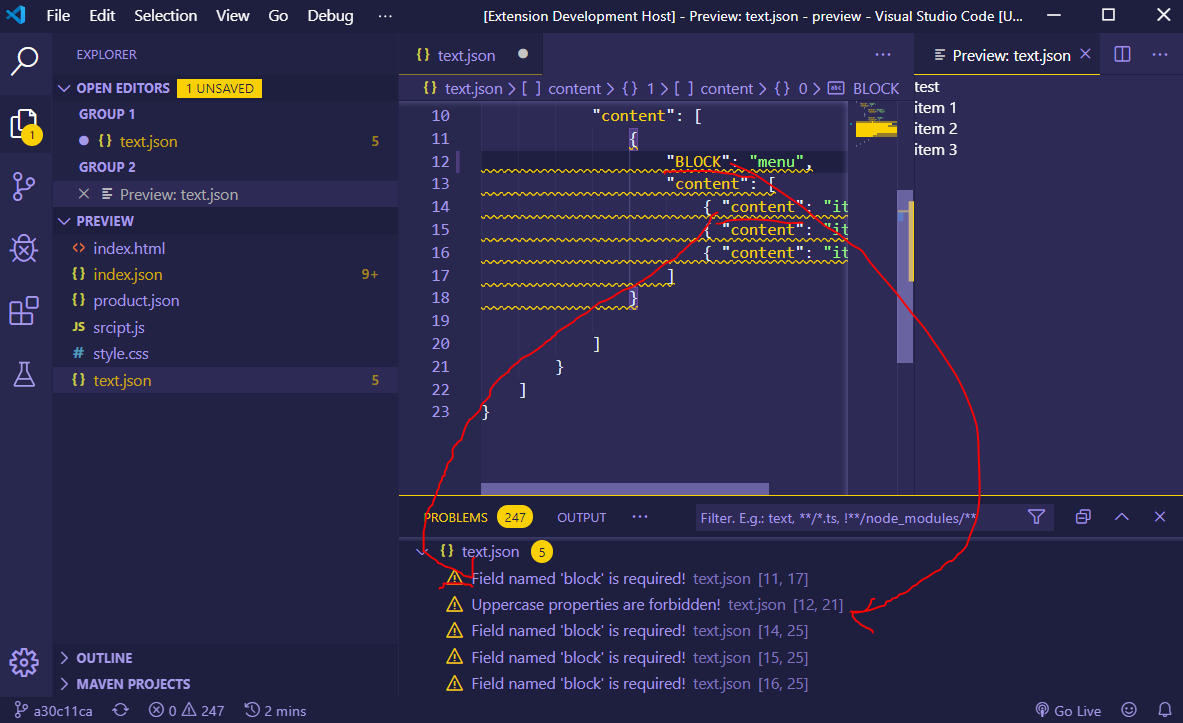 File Edit Selection View Go Debug ··· [Extension Development Host] - Preview: text.json - preview - Visual Studio Code [U...
EXPLORER
OPEN EDITORS 1 UNSAVED
GROUP 1
{} text.json 5
GROUP 2
Preview: text.json
PREVIEW
<> index.html
{} index.json 9+
{} product.json
JS srcipt.js
# style.css
{} text.json 5
OUTLINE
MAVEN PROJECTS
1
{} text.json ● ···
{} text.json > [ ] content > {} 1 > [ ] content > {} 0 > abc BLOCK
10 "content": [
11 {
12 "BLOCK": "menu",
13 "content": [
14 { "content": "it
15 { "content": "it
16 { "content": "it
17 ]
18 }
19
20 ]
21 }
22 ]
23 }
Preview: text.json ···
test
item 1
item 2
item 3
PROBLEMS 247 OUTPUT ··· Filter. E.g.: text, **/*.ts, !**/node_modules/**
{} text.json 5
Field named 'block' is required! text.json [11, 17]
Uppercase properties are forbidden! text.json [12, 21]
Field named 'block' is required! text.json [14, 25]
Field named 'block' is required! text.json [15, 25]
Field named 'block' is required! text.json [16, 25]
a30c11ca 0 247 2 mins Go Live